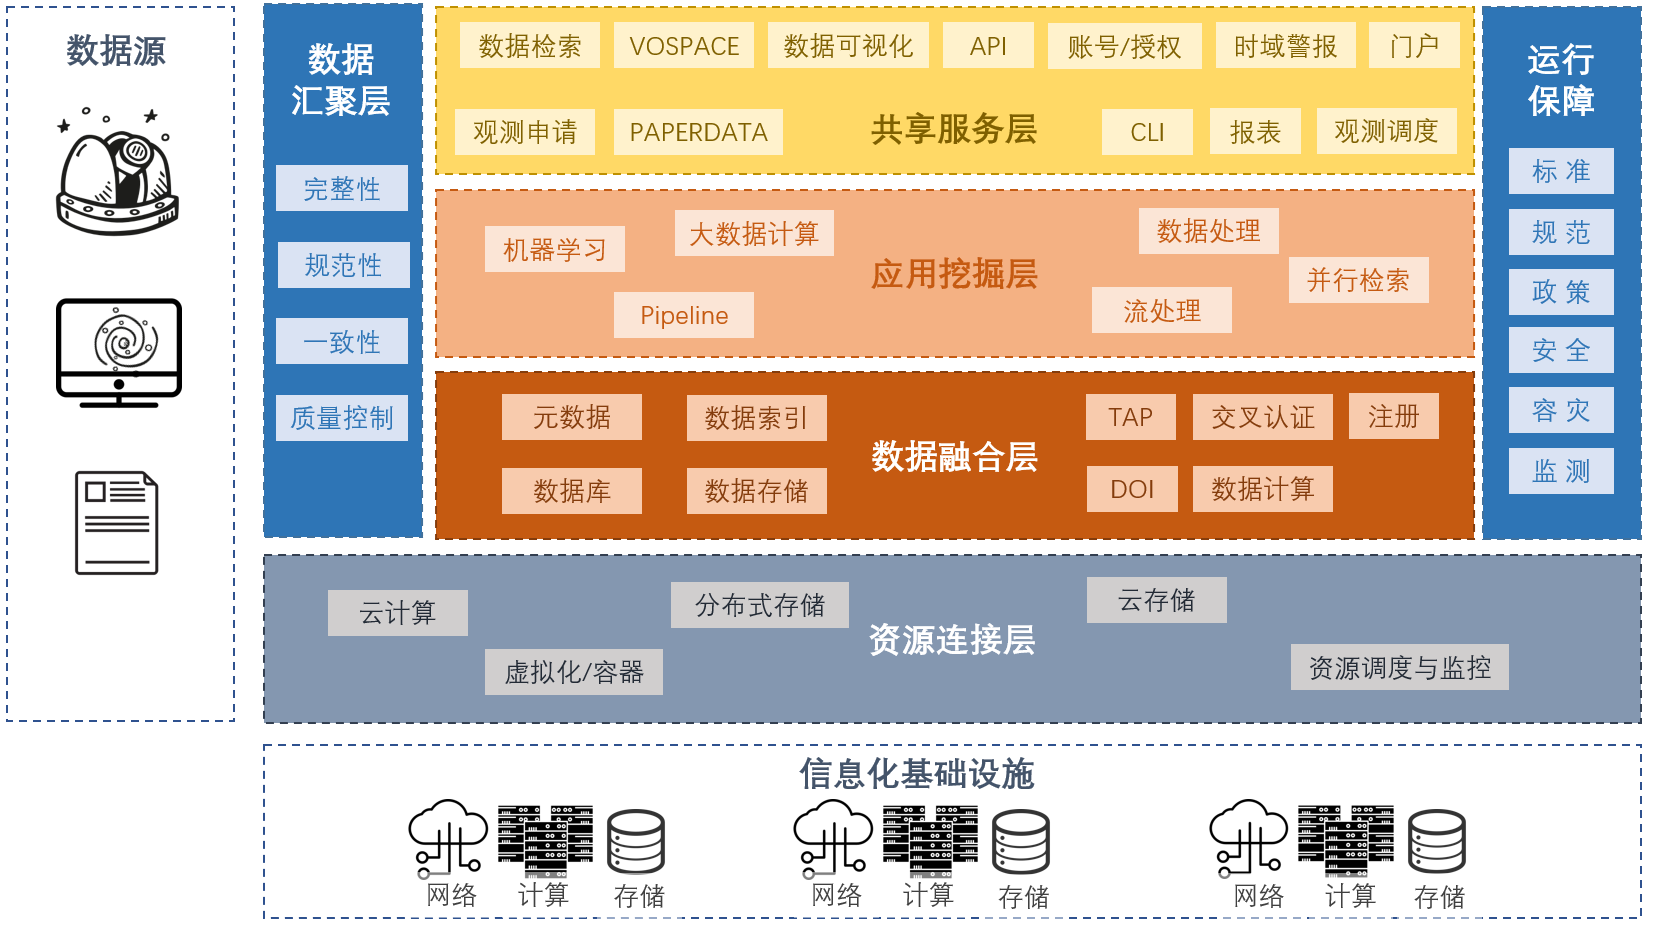 数据源
数据
汇聚层
完整性
规范性
一致性
质量控制
数据检索
VOSPACE
数据可视化
API
账号/授权
时域警报
门户
观测申请
PAPERDATA
共享服务层
CLI
报表
观测调度
机器学习
大数据计算
Pipeline
应用挖掘层
数据处理
流处理
并行检索
元数据
数据索引
数据库
数据存储
数据融合层
TAP
交叉认证
注册
DOI
数据计算
运行
保障
标 准
规 范
政 策
安 全
容 灾
监 测
云计算
虚拟化/容器
分布式存储
资源连接层
云存储
资源调度与监控
信息化基础设施
网络
计算
存储
网络
计算
存储
网络
计算
存储